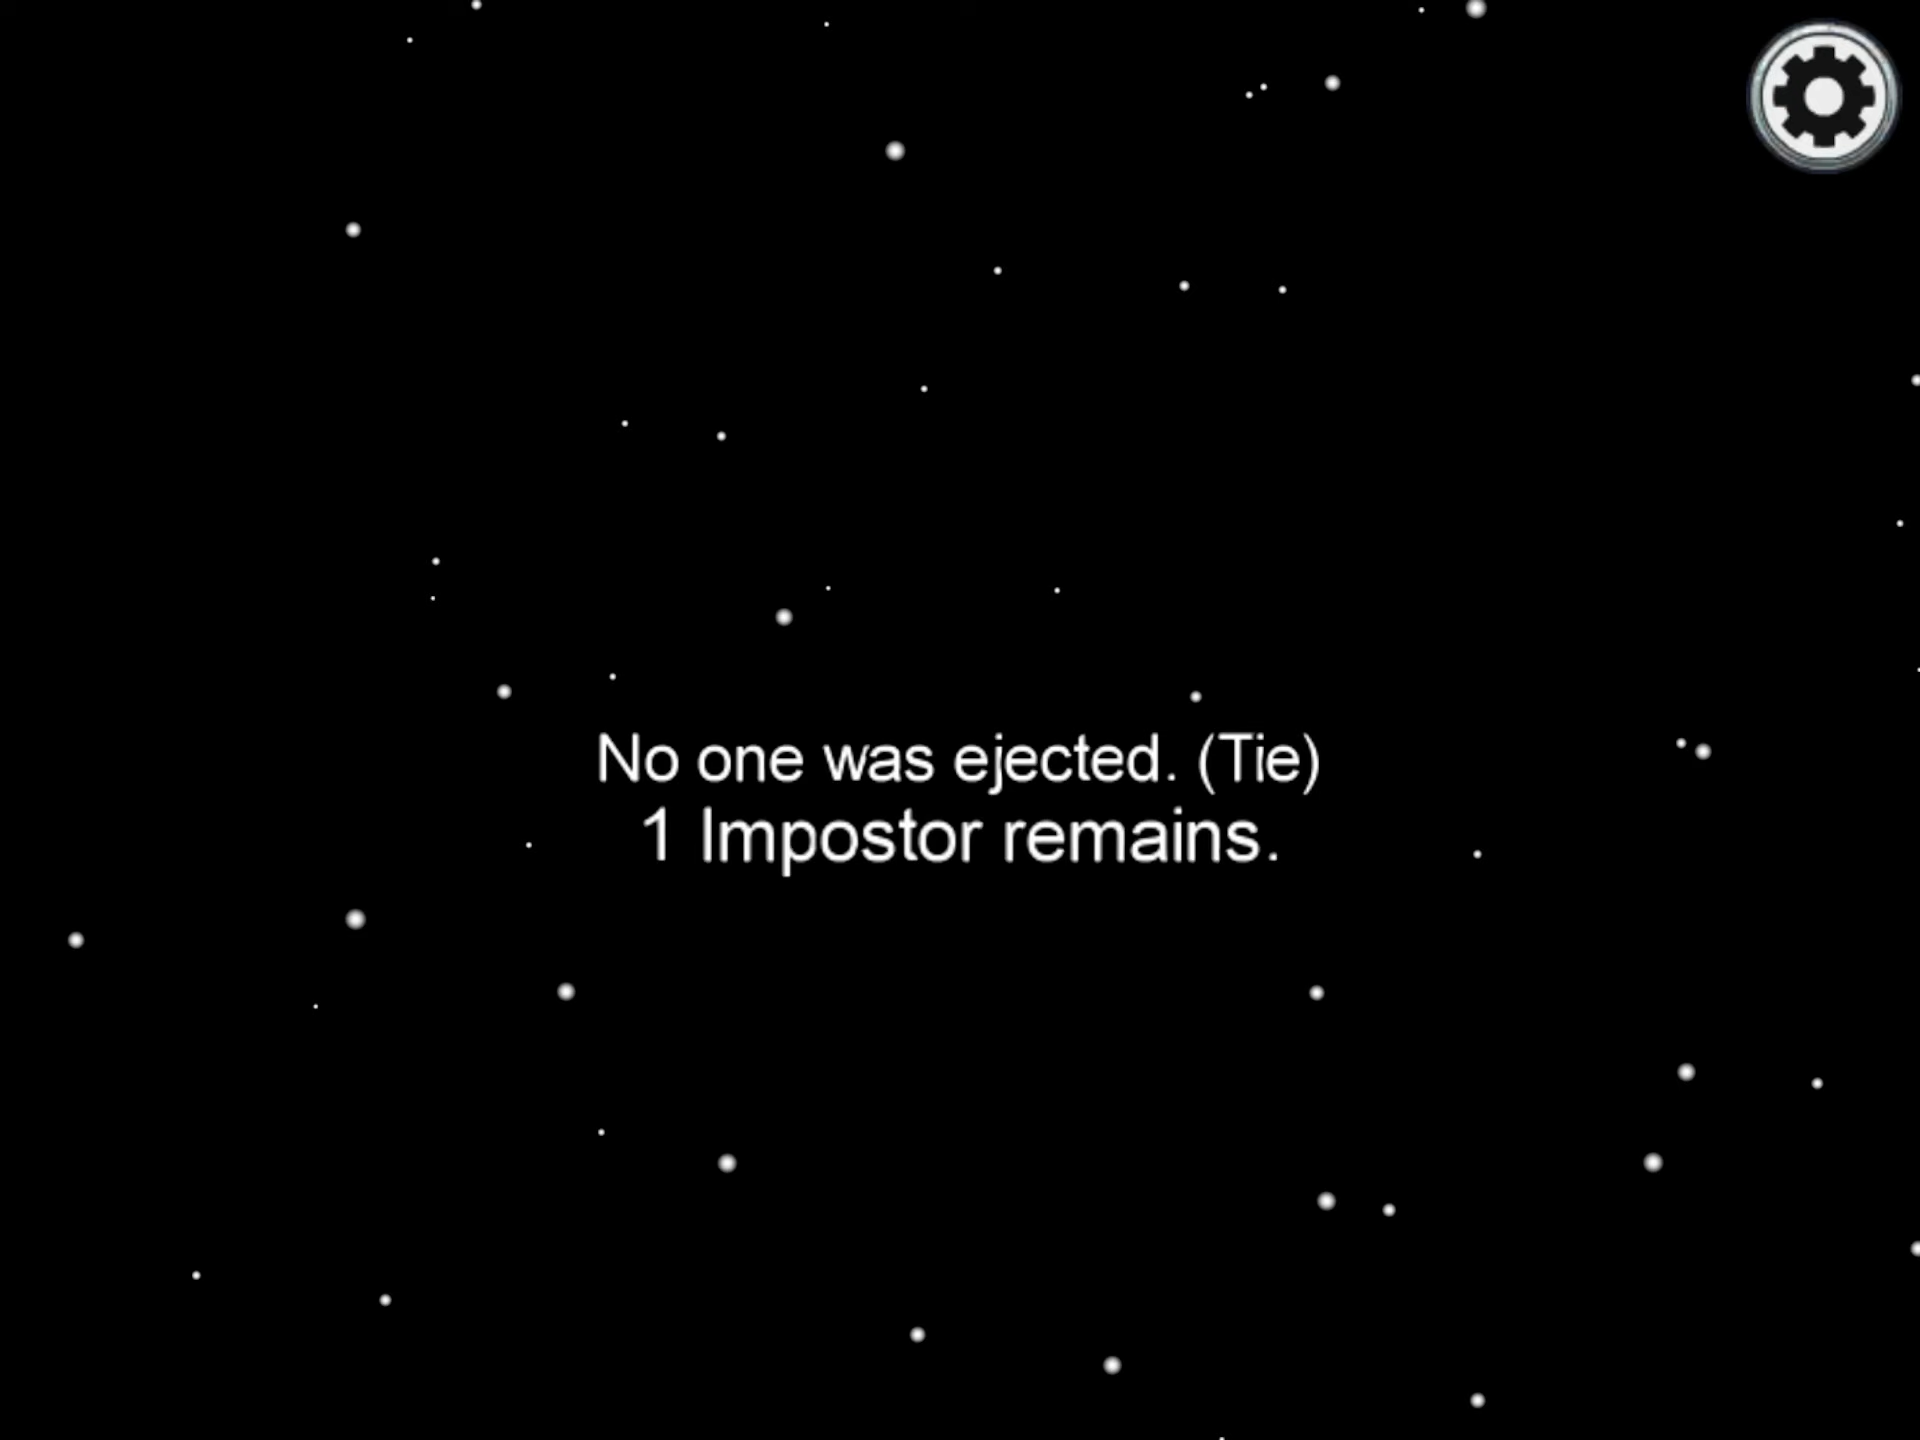 No one was ejected. (Tie)
1 Impostor remains.